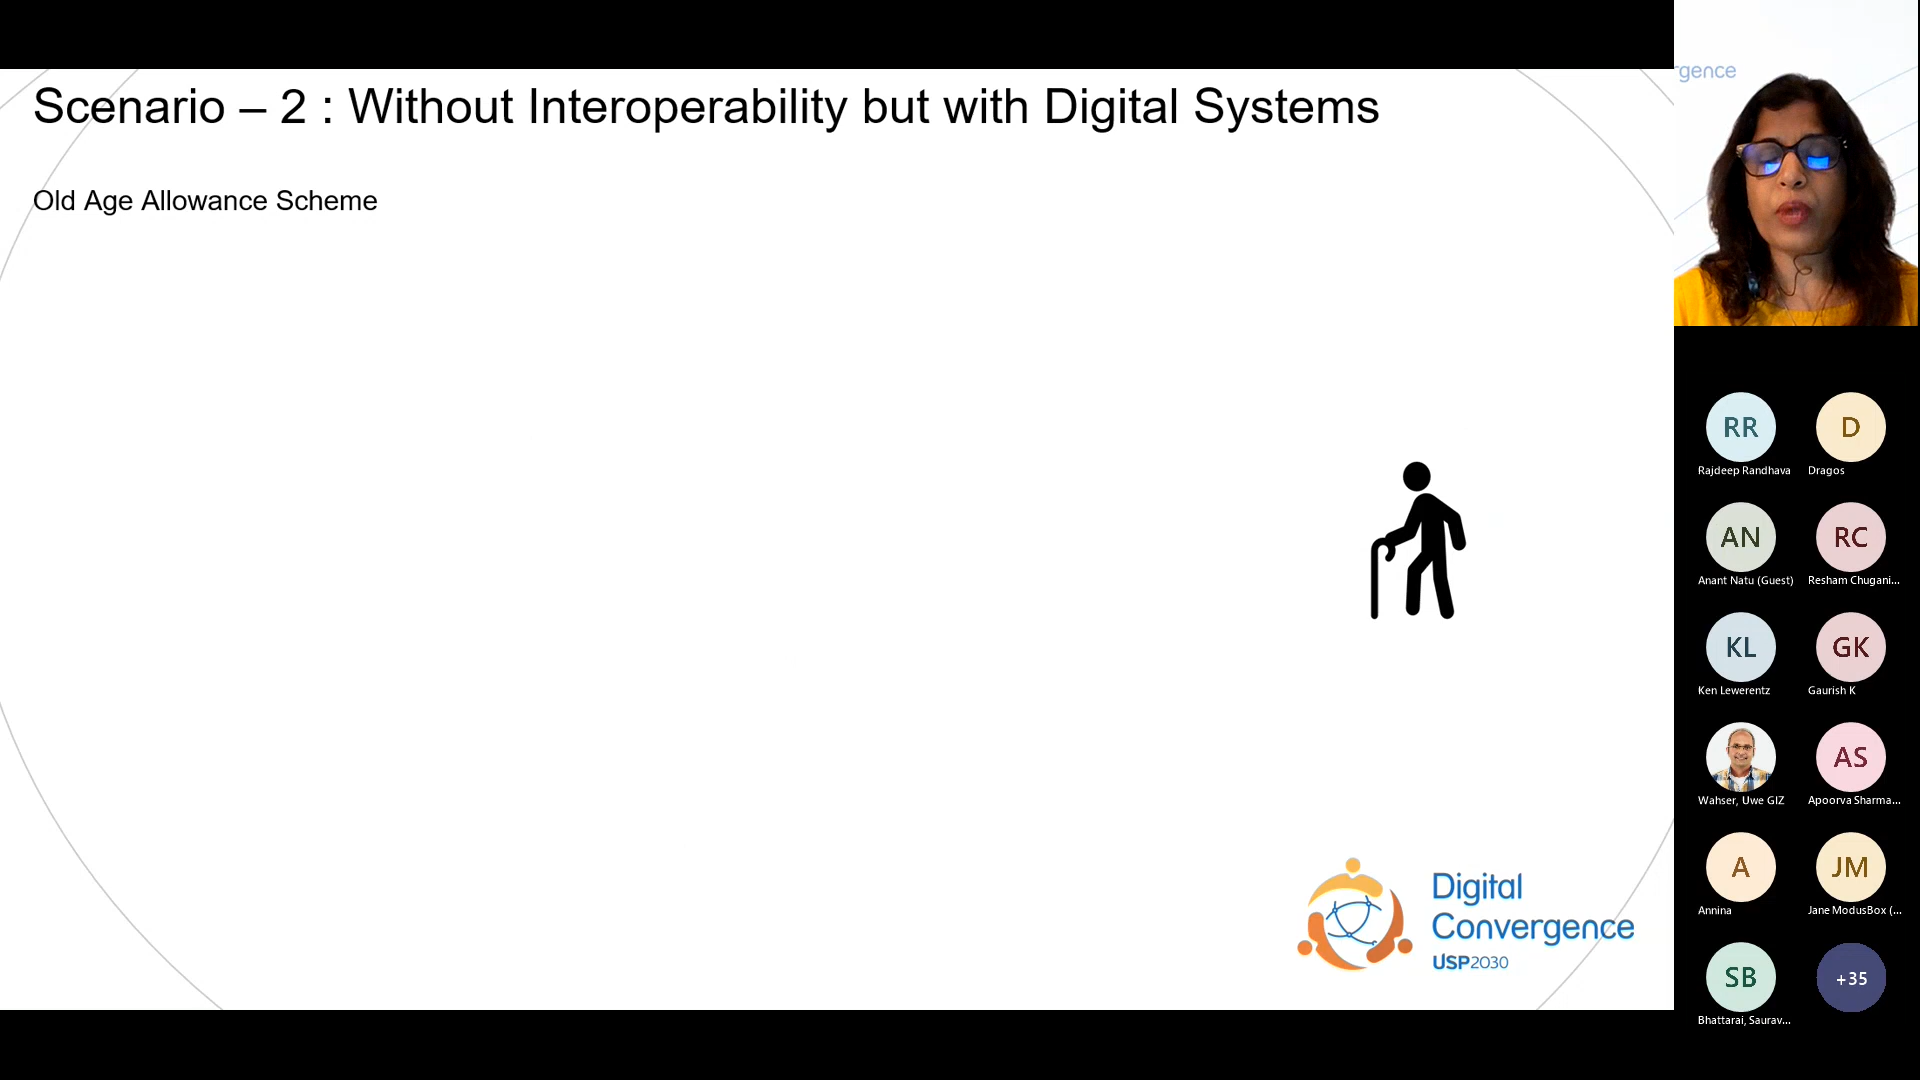 Scenario – 2 : Without Interoperability but with Digital Systems
Old Age Allowance Scheme
Digital
Convergence
USP2030
rgence
RR
D
Rajdeep Randhava
Dragos
AN
RC
Anant Natu (Guest)
Resham Chugani...
KL
GK
Ken Lewerentz
Gaurish K
AS
Wahser, Uwe GIZ
Apoorva Sharma...
A
JM
Annina
Jane ModusBox (...
SB
+35
Bhattarai, Saurav...